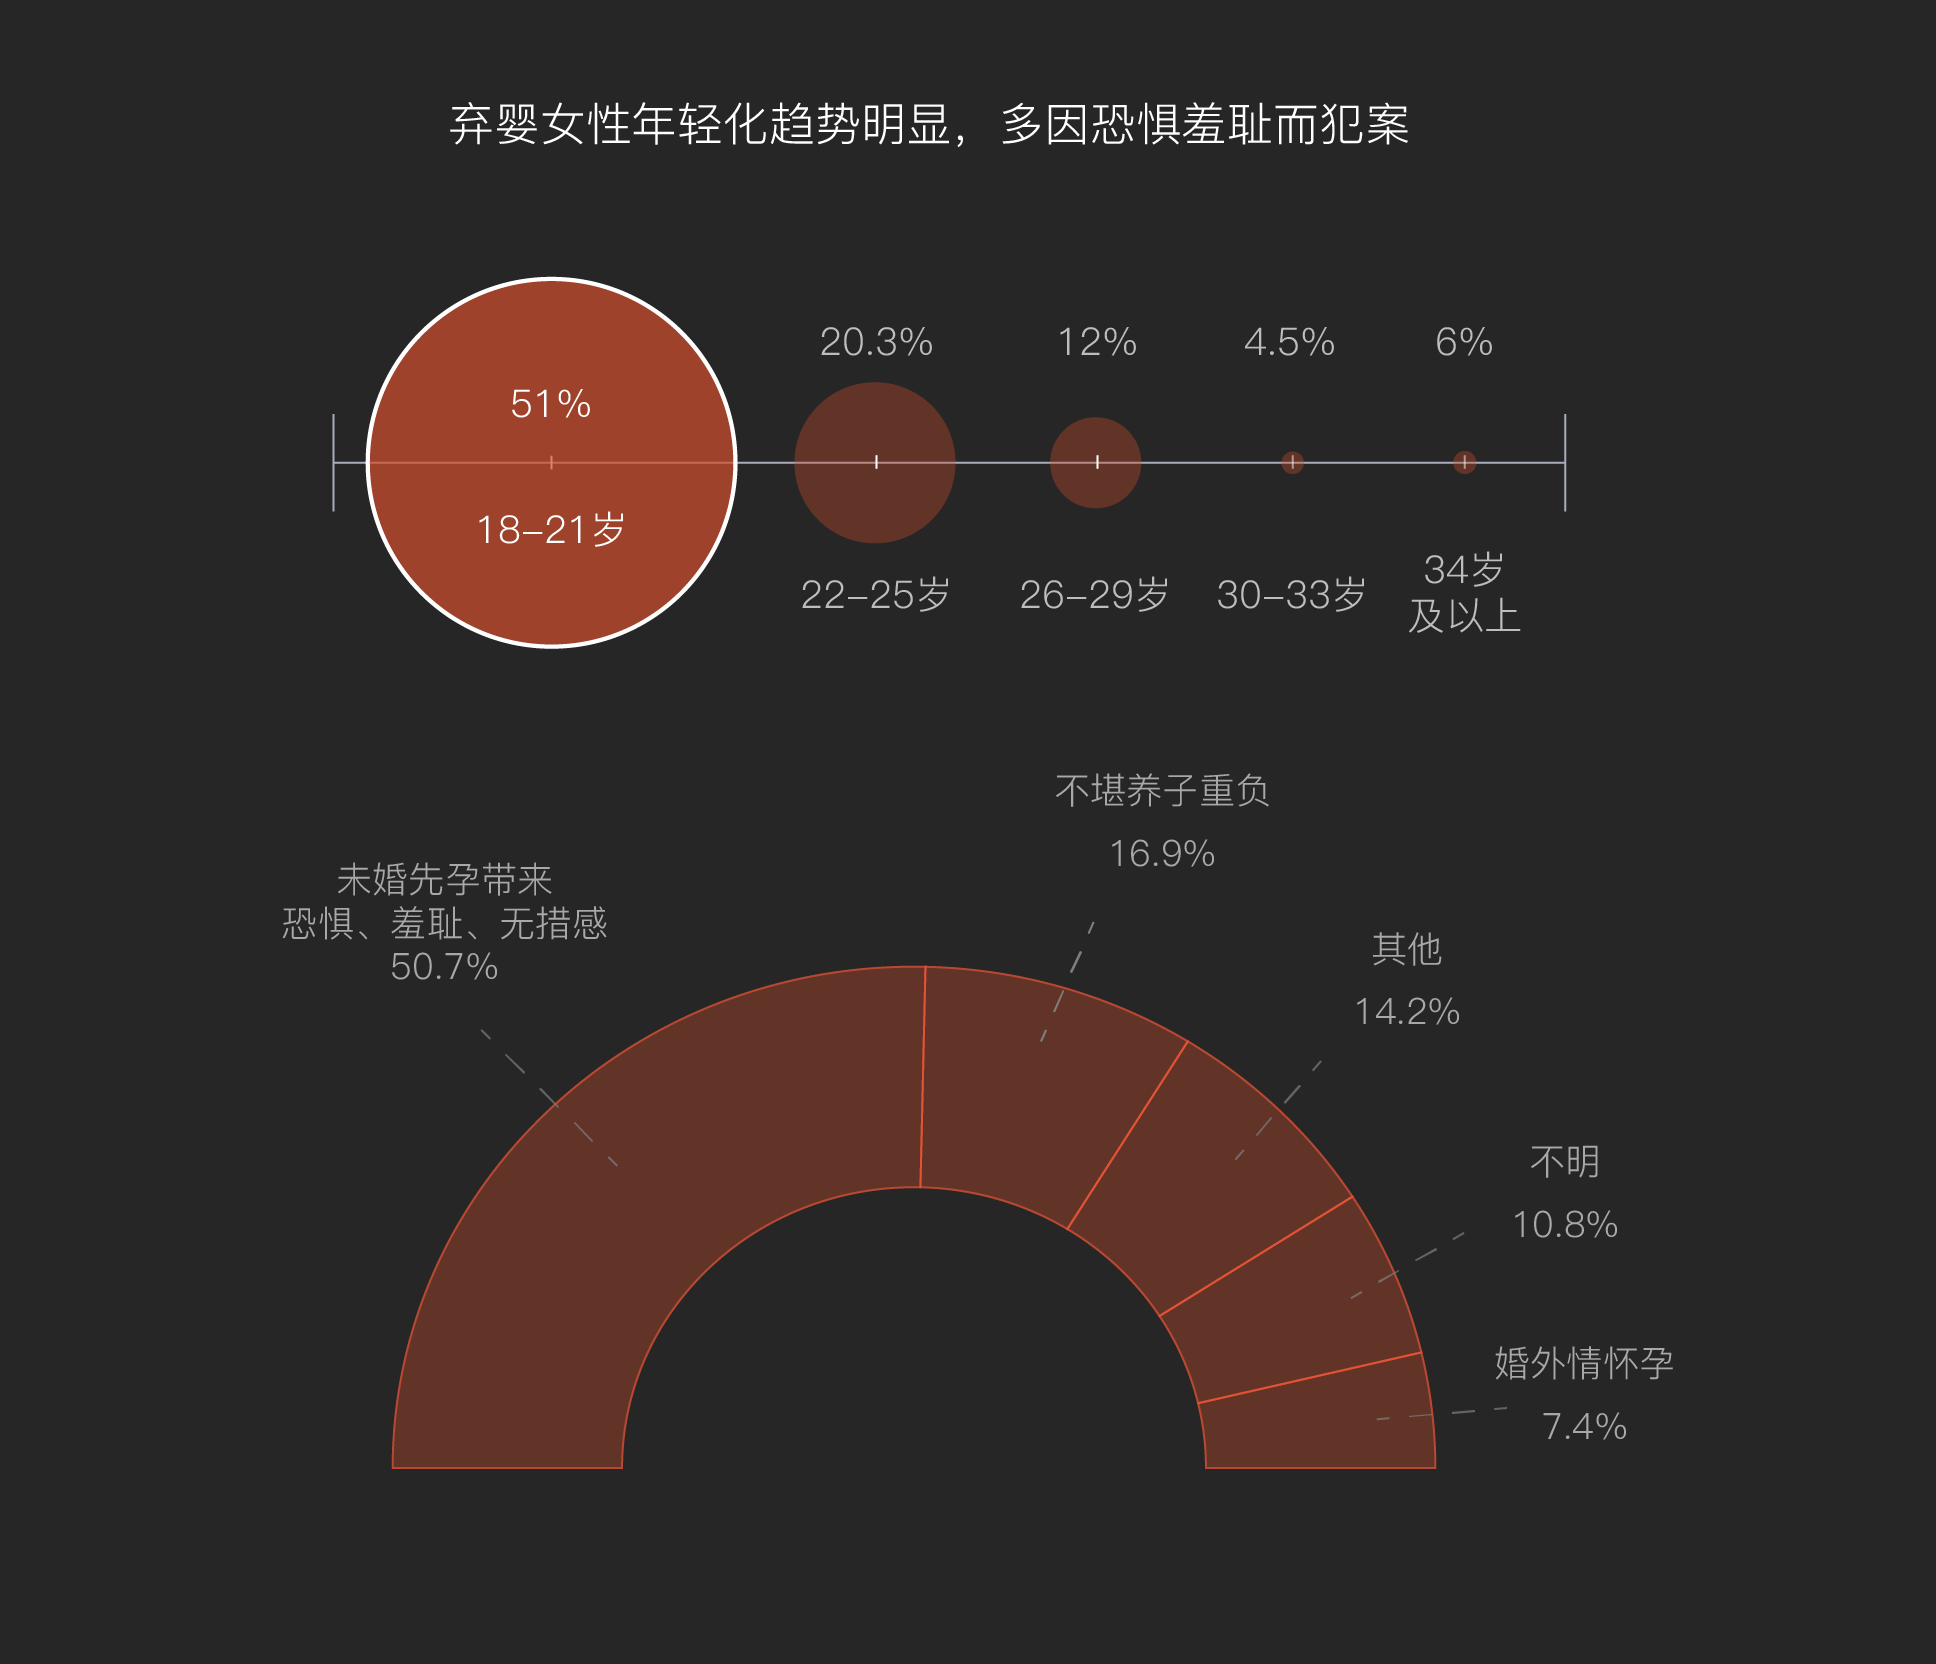 弃婴女性年轻化趋势明显，多因恐惧羞耻而犯案
51%
18–21岁
20.3%
22–25岁
12%
26–29岁
4.5%
30–33岁
6%
34岁
及以上
未婚先孕带来
恐惧、羞耻、无措感
50.7%
不堪养子重负
16.9%
其他
14.2%
不明
10.8%
婚外情怀孕
7.4%